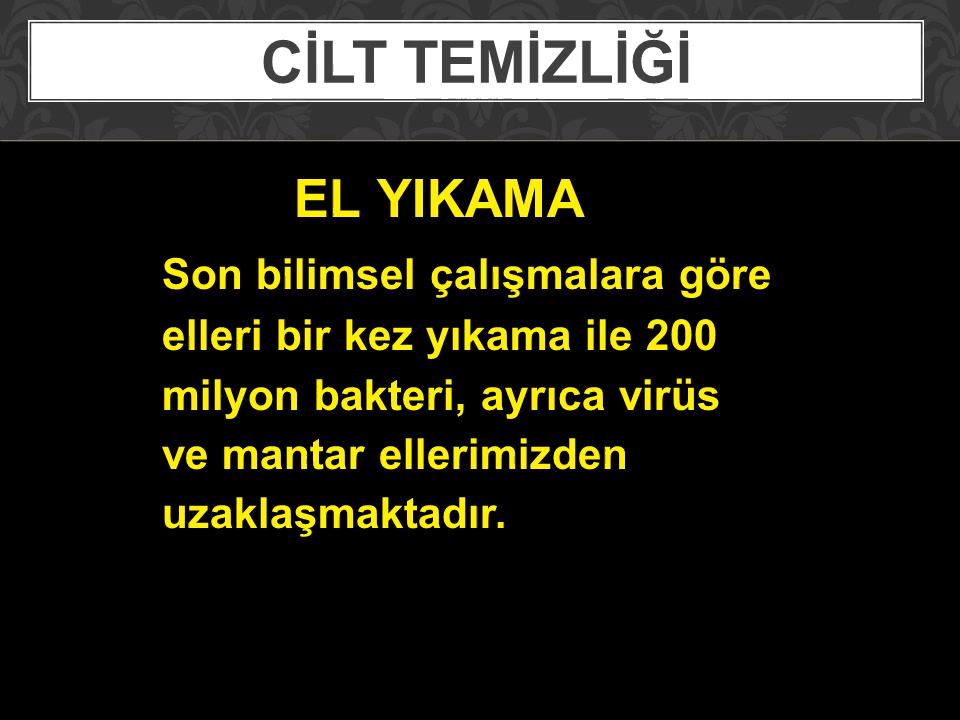 CİLT TEMİZLİĞİ
EL YIKAMA
Son bilimsel çalışmalara göre
elleri bir kez yıkama ile 200
milyon bakteri, ayrıca virüs
ve mantar ellerimizden
uzaklaşmaktadır.